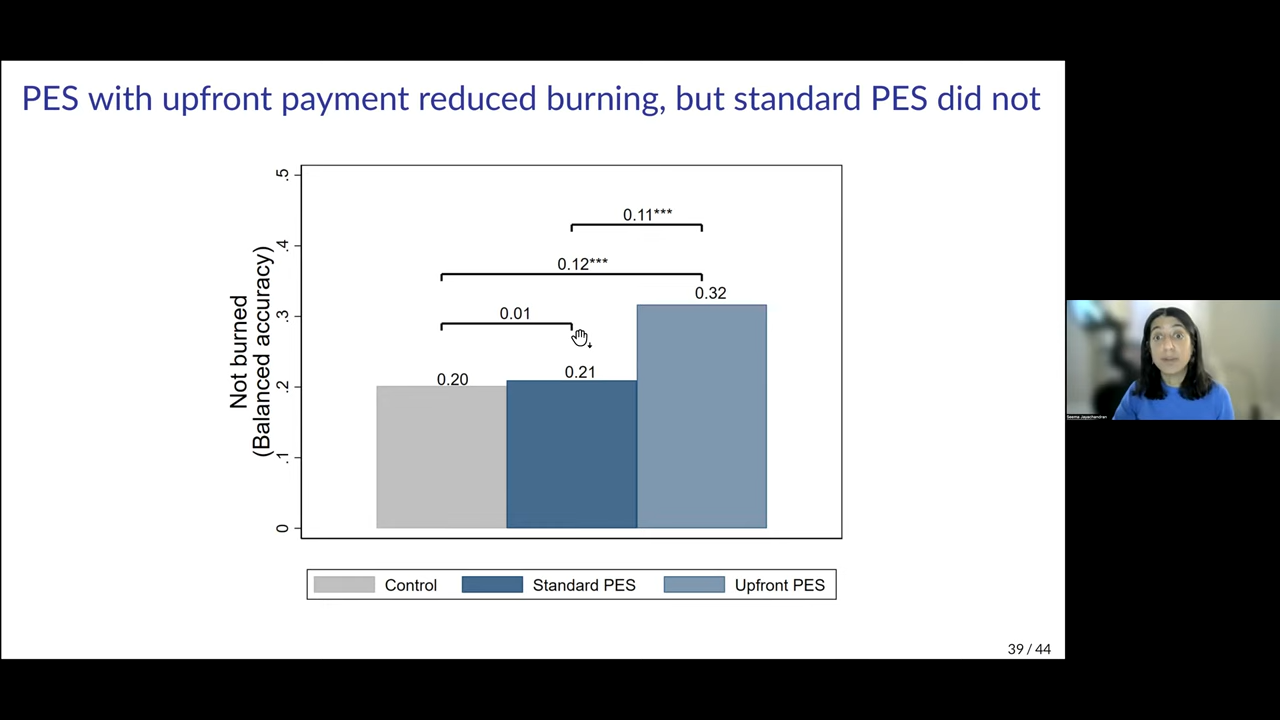 PES with upfront payment reduced burning, but standard PES did not
.5
.4
.3
.2
.1
0
Not burned
(Balanced accuracy)
0.11***
0.12***
0.32
0.01
0.21
0.20
Control
Standard PES
Upfront PES
39 / 44
Seema Jayachandran